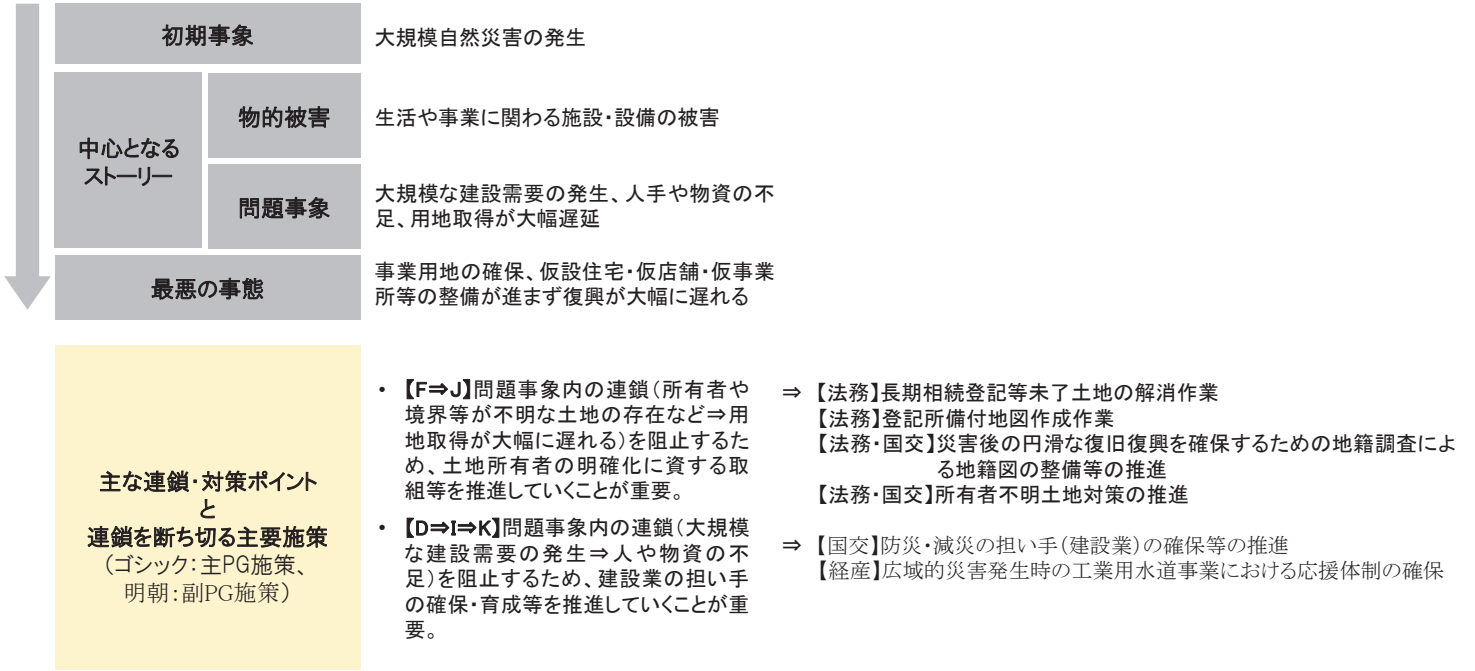 初期事象
大規模自然災害の発生
中心となる
ストーリー
物的被害
生活や事業に関わる施設・設備の被害
問題事象
大規模な建設需要の発生、人手や物資の不
足、用地取得が大幅遅延
最悪の事態
事業用地の確保、仮設住宅・仮店舗・仮事業
所等の整備が進まず復興が大幅に遅れる
主な連鎖・対策ポイント
と
連鎖を断ち切る主要施策
（ゴシック：主PG施策、
明朝：副PG施策）
・【F⇒J】問題事象内の連鎖（所有者や
境界等が不明な土地の存在など⇒用
地取得が大幅に遅れる）を阻止するた
め、土地所有者の明確化に資する取
組等を推進していくことが重要。
・【D⇒I⇒K】問題事象内の連鎖（大規模
な建設需要の発生⇒人や物資の不
足）を阻止するため、建設業の担い手
の確保・育成等を推進していくことが重
要。
⇒ 【法務】長期相続登記等未了土地の解消作業
【法務】登記所備付地図作成作業
【法務・国交】災害後の円滑な復旧復興を確保するための地籍調査によ
る地籍図の整備等の推進
【法務・国交】所有者不明土地対策の推進
⇒ 【国交】防災・減災の担い手（建設業）の確保等の推進
【経産】広域的災害発生時の工業用水道事業における応援体制の確保